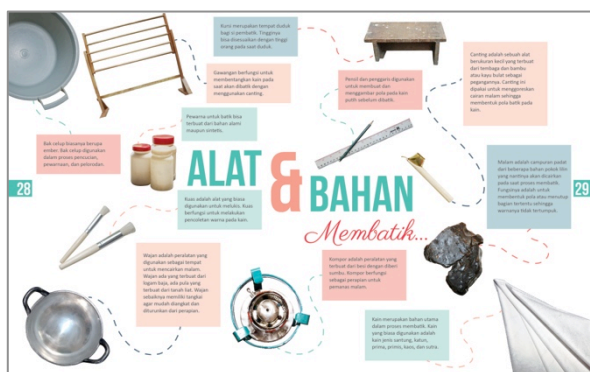 Kursi merupakan tempat duduk
bagi si pembatik. Tingginya
bisa disesuaikan dengan tinggi
orang pada saat duduk.
Gawangan berfungsi untuk
membentangkan kain pada
saat akan dibatik dengan
menggunakan canting.
Pewarna untuk batik bisa
terbuat dari bahan alami
maupun sintetis.
Bak celup biasanya berupa
ember. Bak celup digunakan
dalam proses pencucian,
pewarnaan, dan pelorodan.
Kuas adalah alat yang biasa
digunakan untuk melukis. Kuas
berfungsi untuk melakukan
pencoletan warna pada kain.
Wajan adalah peralatan yang
digunakan sebagai tempat
untuk mencairkan malam.
Wajan ada yang terbuat dari
logam baja, ada pula yang
terbuat dari tanah liat. Wajan
sebaiknya memiliki tangkai
agar mudah diangkat dan
diturunkan dari perapian.
28
ALAT
&
BAHAN
Membatik...
Pensil dan penggaris digunakan
untuk membuat dan
menggambar pola pada kain
putih sebelum dibatik.
Canting adalah sebuah alat
berukuran kecil yang terbuat
dari tembaga dan bambu
atau kayu bulat sebagai
pegangannya. Canting ini
dipakai untuk menggoreskan
cairan malam sehingga
membentuk pola batik pada
kain.
Malam adalah campuran padat
dari beberapa bahan pokok lilin
yang nantinya akan dicairkan
pada saat proses membatik.
Fungsinya adalah untuk
membentuk pola atau menutup
bagian tertentu sehingga
warnanya tidak tertumpuk.
29
Kompor adalah peralatan yang
terbuat dari besi dengan diberi
sumbu. Kompor berfungsi
sebagai perapian untuk
pemanas malam.
Kain merupakan bahan utama
dalam proses membatik. Kain
yang biasa digunakan adalah
kain jenis santung, katun,
prima, primis, kaos, dan sutra.